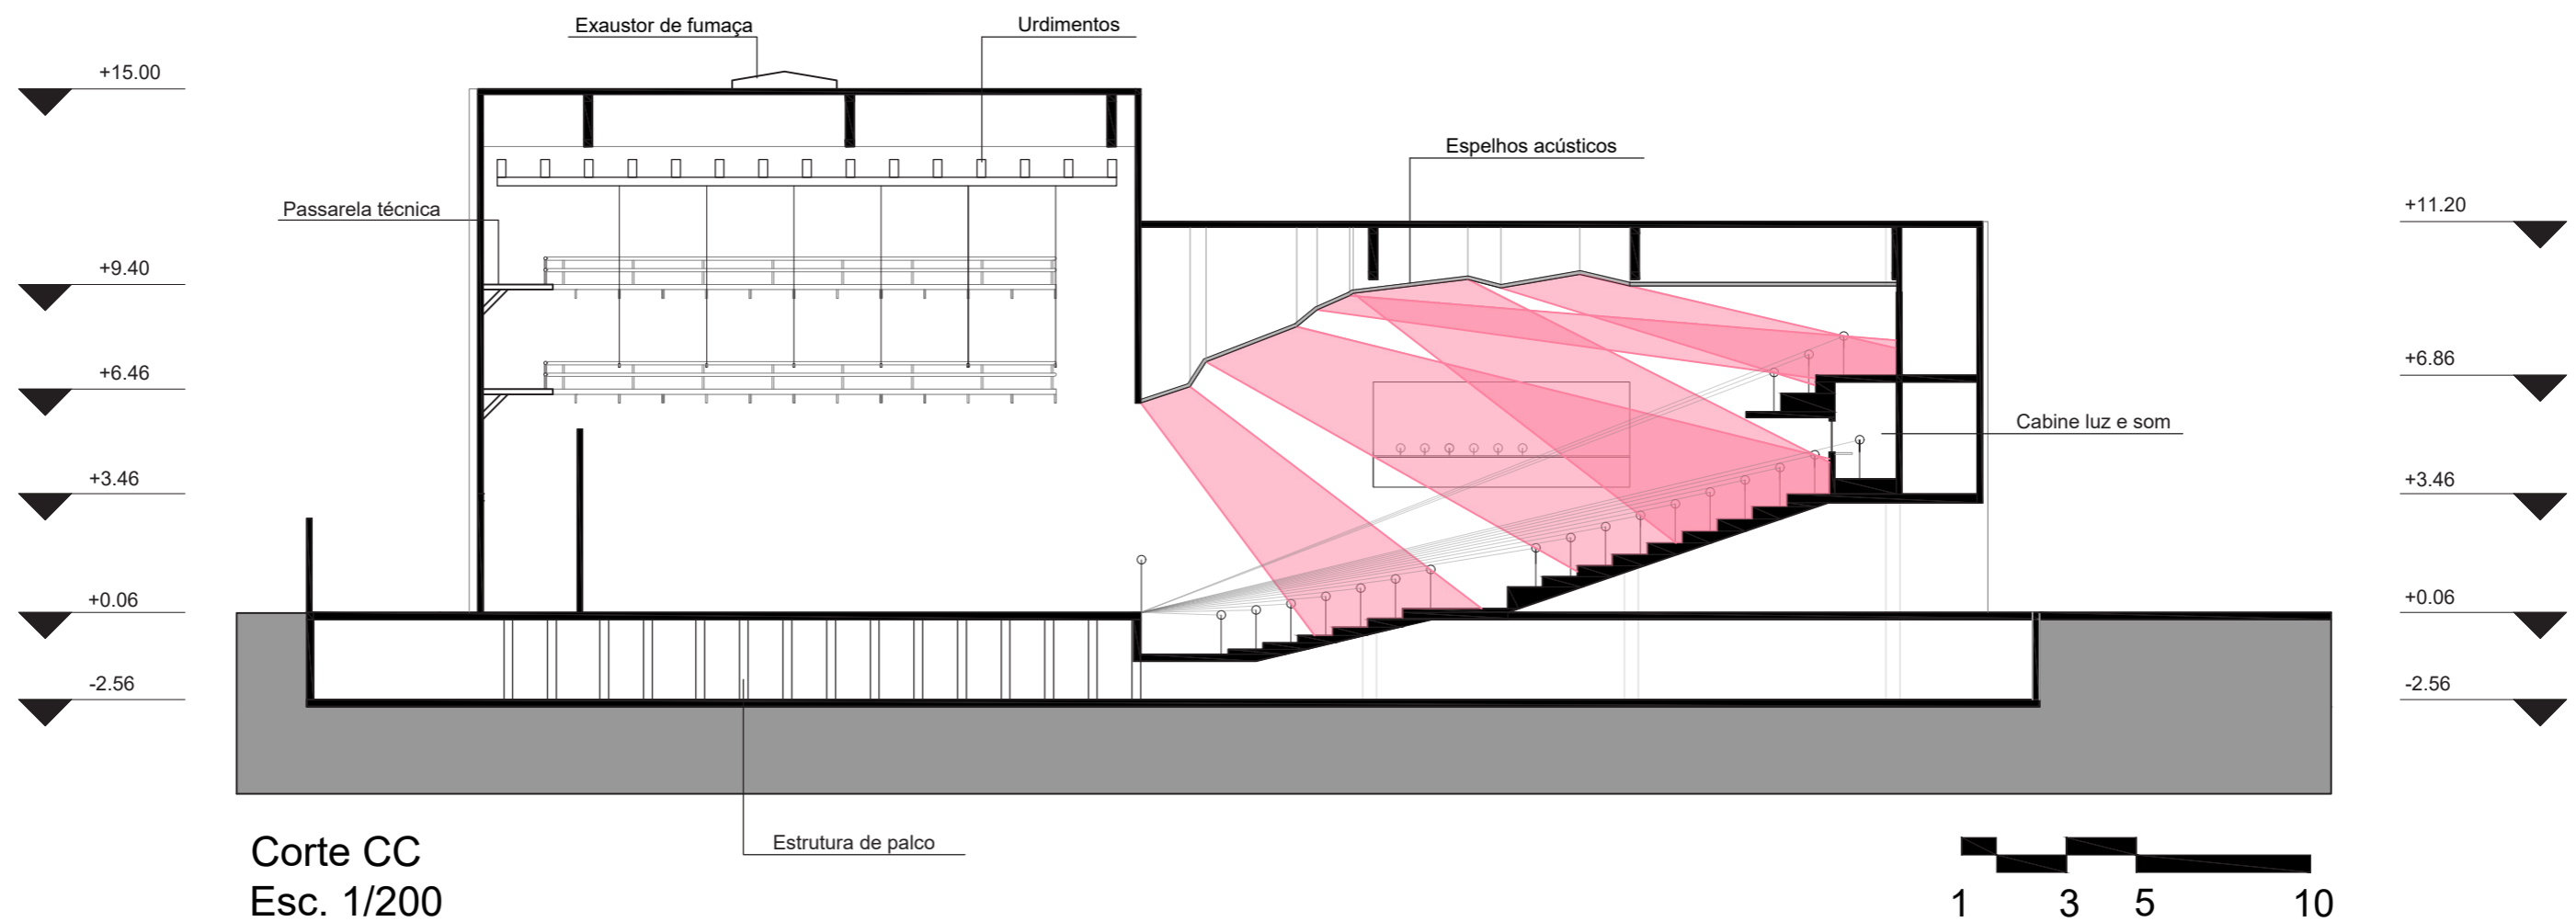 Exaustor de fumaça
Urdimentos
+15.00
Espelhos acústicos
Passarela técnica
+11.20
+9.40
+6.46
+6.86
Cabine luz e som
+3.46
+3.46
+0.06
+0.06
-2.56
-2.56
Estrutura de palco
Corte CC
Esc. 1/200
1 3 5 10